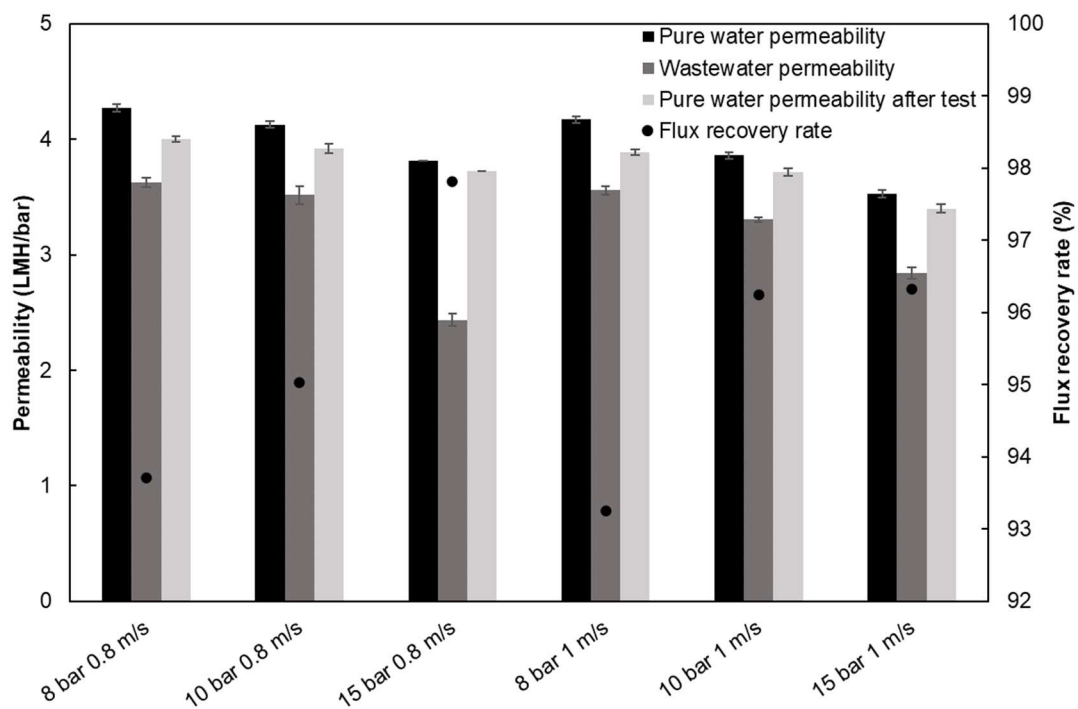 Permeability (LMH/bar)
5
4
3
2
1
0
Pure water permeability
Wastewater permeability
Pure water permeability after test
Flux recovery rate
100
99
98
97
96
95
94
93
92
Flux recovery rate (%)
8 bar 0.8 m/s
10 bar 0.8 m/s
15 bar 0.8 m/s
8 bar 1 m/s
10 bar 1 m/s
15 bar 1 m/s